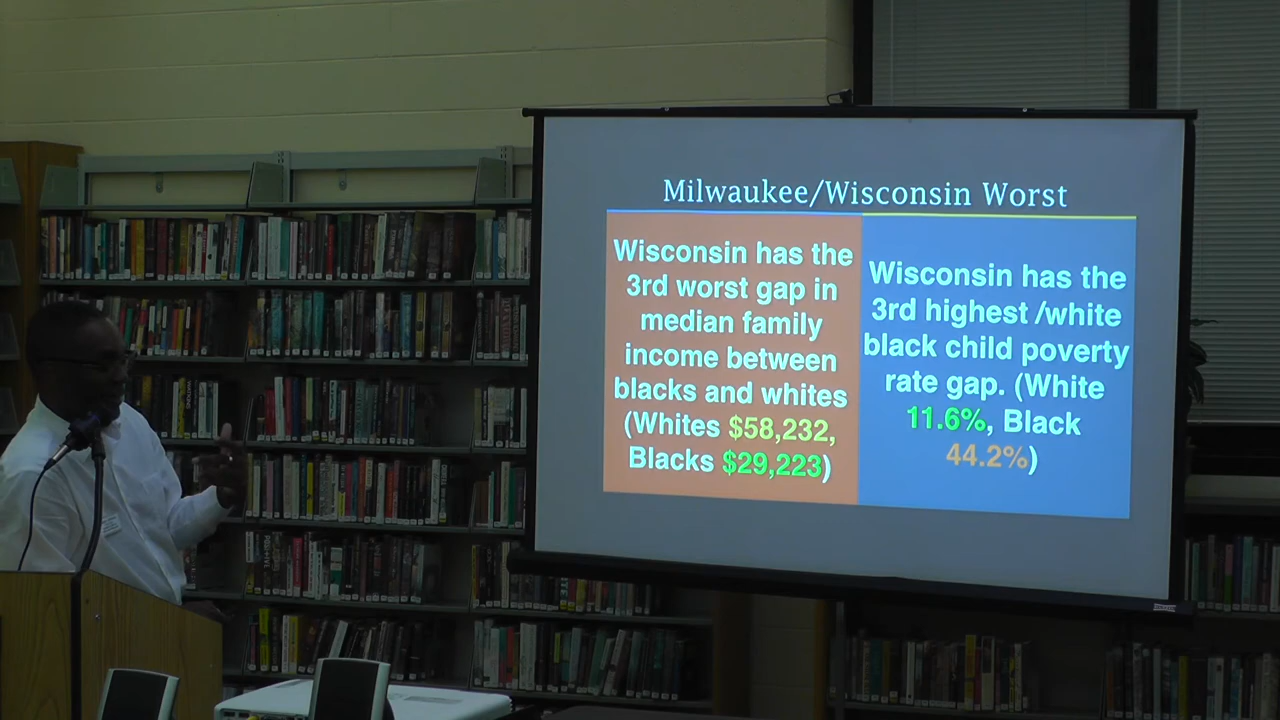 Milwaukee/Wisconsin Worst
Wisconsin has the
3rd worst gap in
median family
income between
blacks and whites
(Whites $58,232,
Blacks $29,223)
Wisconsin has the
3rd highest /white
black child poverty
rate gap. (White
11.6%, Black
44.2%)